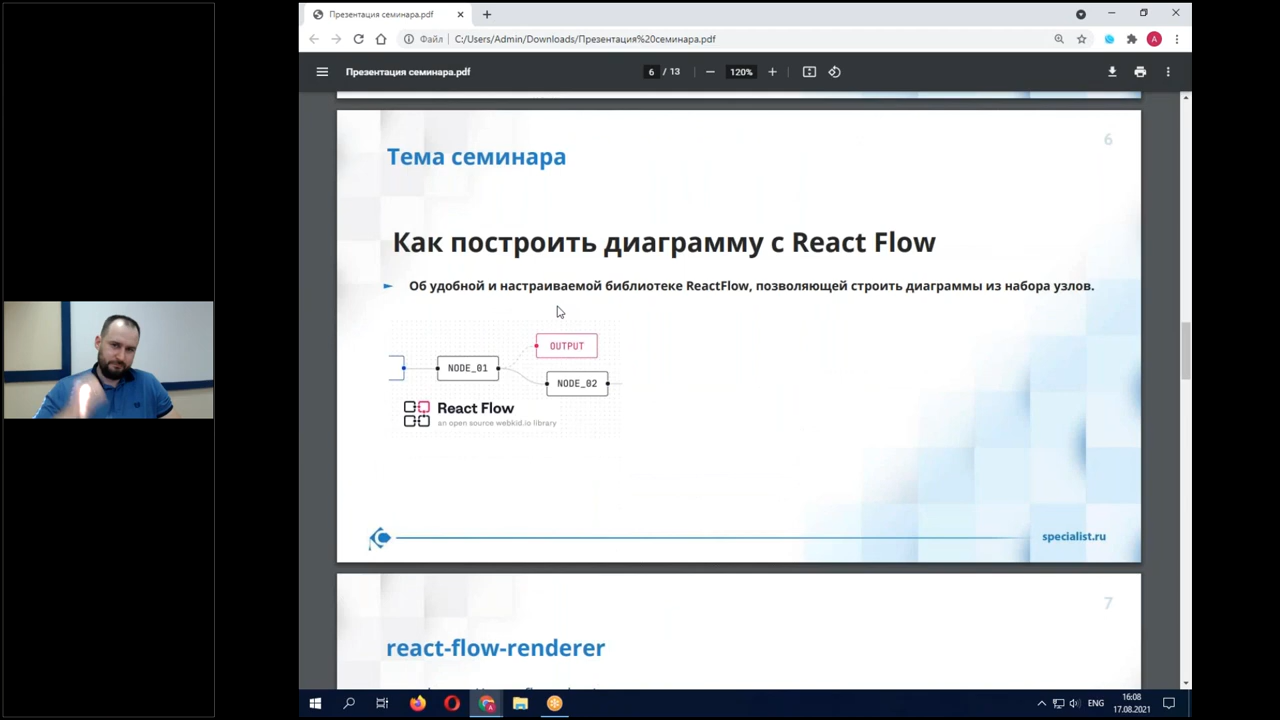 Презентация семинара.pdf
Файл
C:/Users/Admin/Downloads/Презентация%20семинара.pdf
A
Презентация семинара.pdf
6 / 13
120%
6
Тема семинара
Как построить диаграмму с React Flow
Об удобной и настраиваемой библиотеке ReactFlow, позволяющей строить диаграммы из набора узлов.
OUTPUT
NODE_01
NODE_02
React Flow
an open source webkid.io library
specialist.ru
7
react-flow-renderer
ENG
16:08
17.08.2021